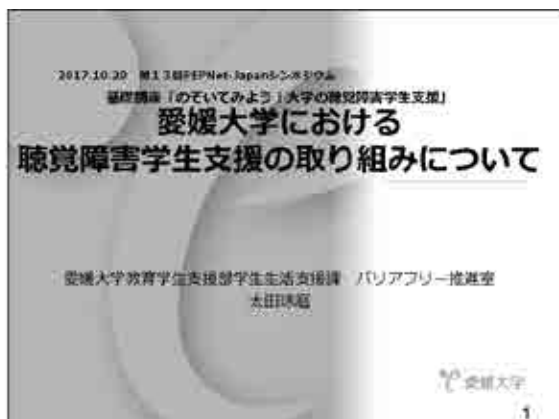 2017.10.20 第13回PEPNet-Japanシンポジウム
基礎講座「のぞいてみよう！大学の聴覚障害学生支援」
愛媛大学における
聴覚障害学生支援の取り組みについて
愛媛大学教育学生支援部学生生活支援課 バリアフリー推進室
太田
愛媛大学
1